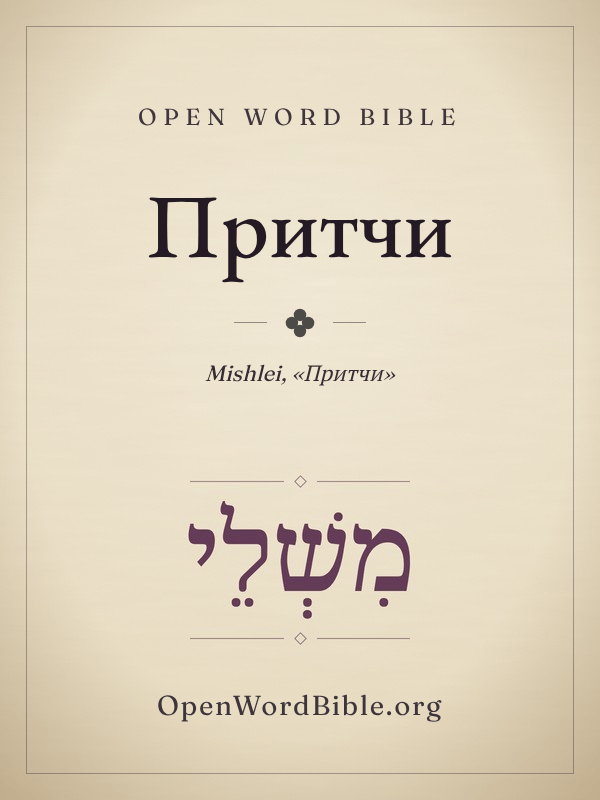 OPEN WORD BIBLE
Притчи
Mishlei, «Притчи»
מִשְׁלֵי
OpenWordBible.org